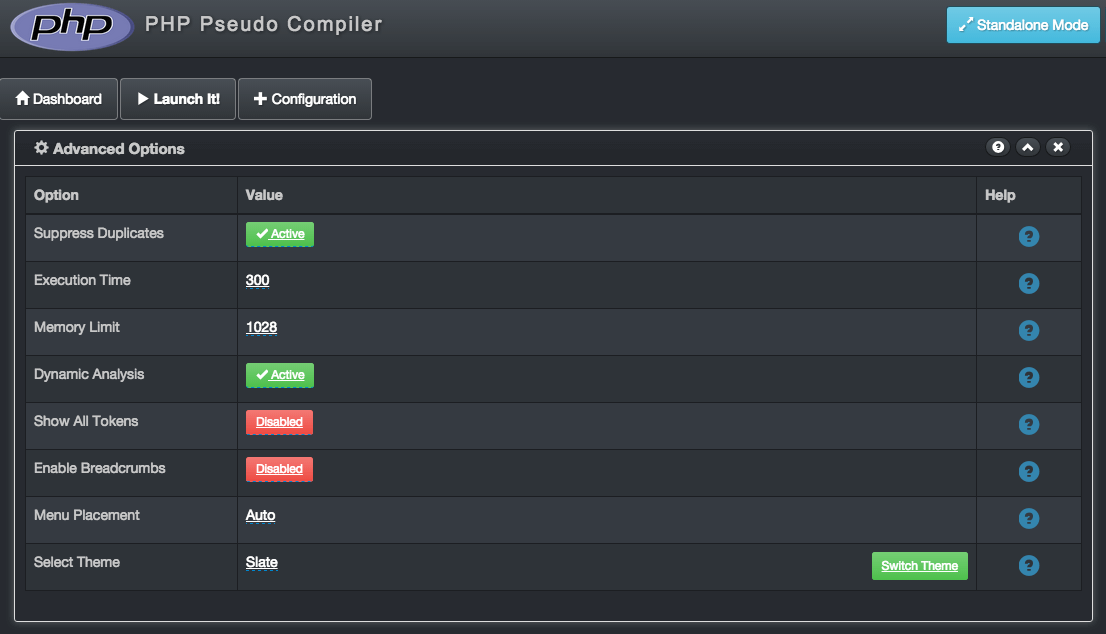 php PHP Pseudo Compiler Standalone Mode
Dashboard Launch It! Configuration
Advanced Options
Option Value Help
Suppress Duplicates Active
Execution Time 300
Memory Limit 1028
Dynamic Analysis Active
Show All Tokens Disabled
Enable Breadcrumbs Disabled
Menu Placement Auto
Select Theme Slate Switch Theme